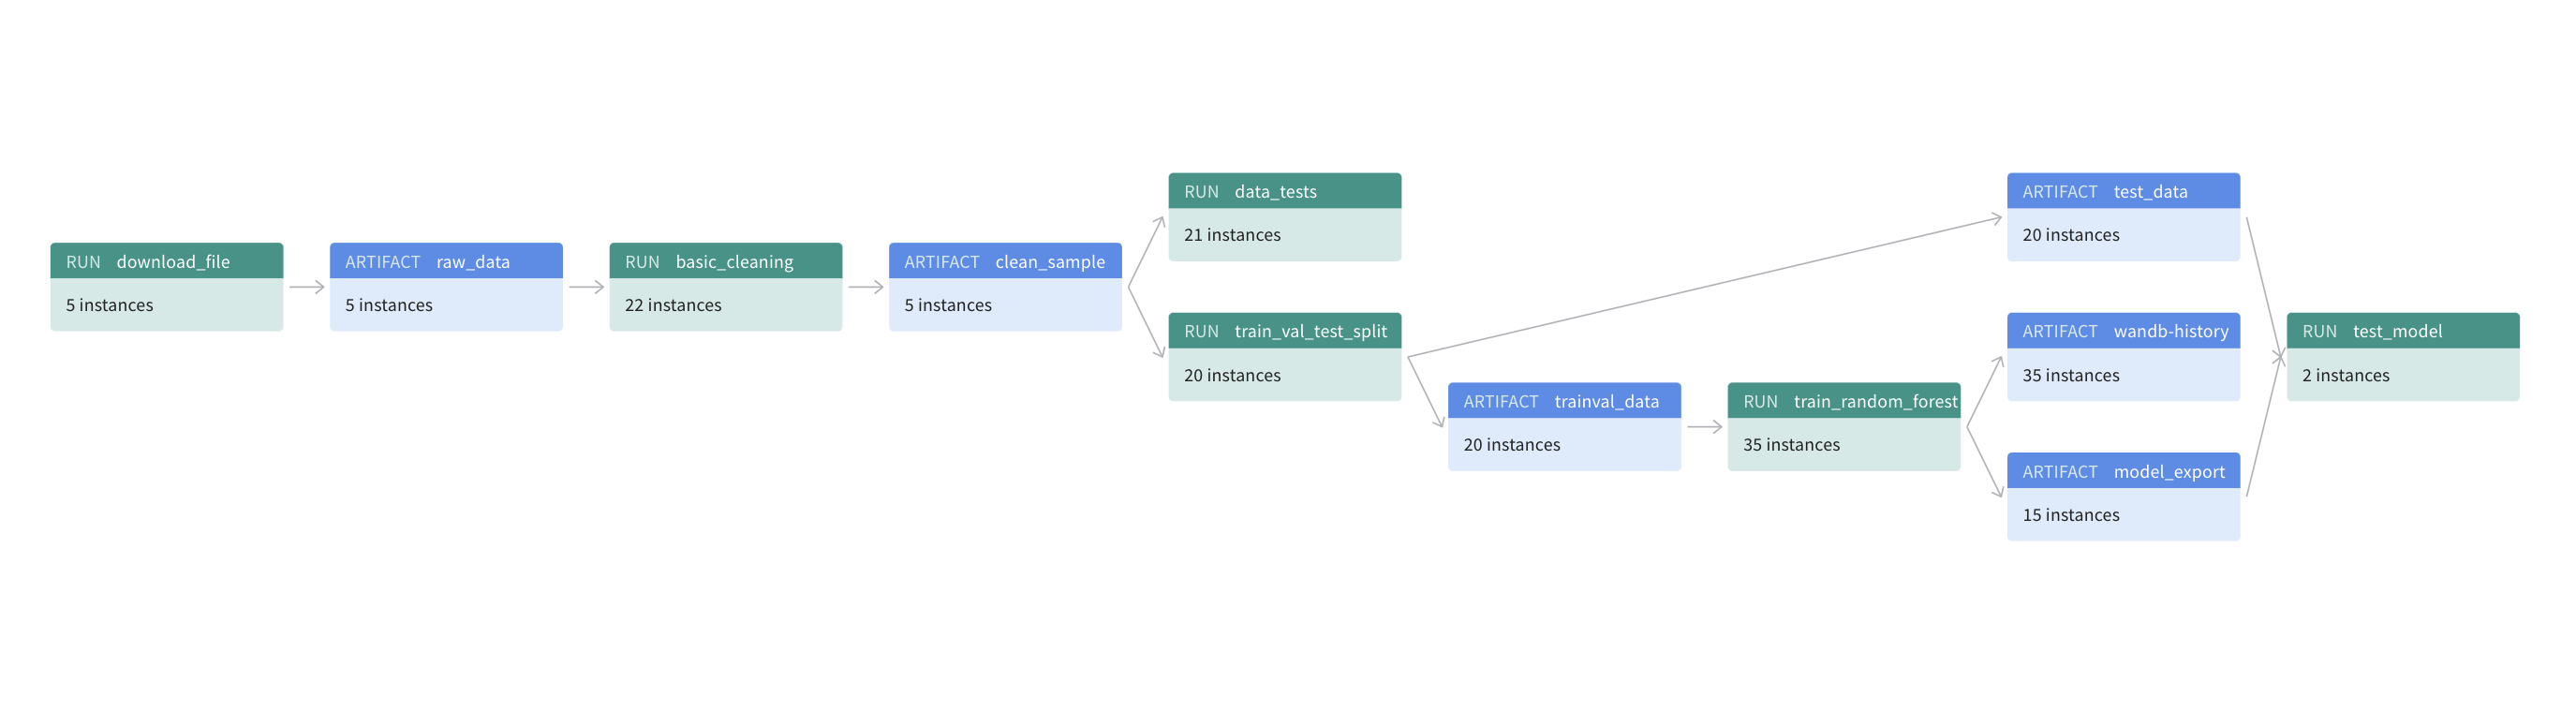 RUN download_file
5 instances
ARTIFACT raw_data
5 instances
RUN basic_cleaning
22 instances
ARTIFACT clean_sample
5 instances
RUN data_tests
21 instances
RUN train_val_test_split
20 instances
ARTIFACT trainval_data
20 instances
RUN train_random_forest
35 instances
ARTIFACT test_data
20 instances
ARTIFACT wandb-history
35 instances
ARTIFACT model_export
15 instances
RUN test_model
2 instances